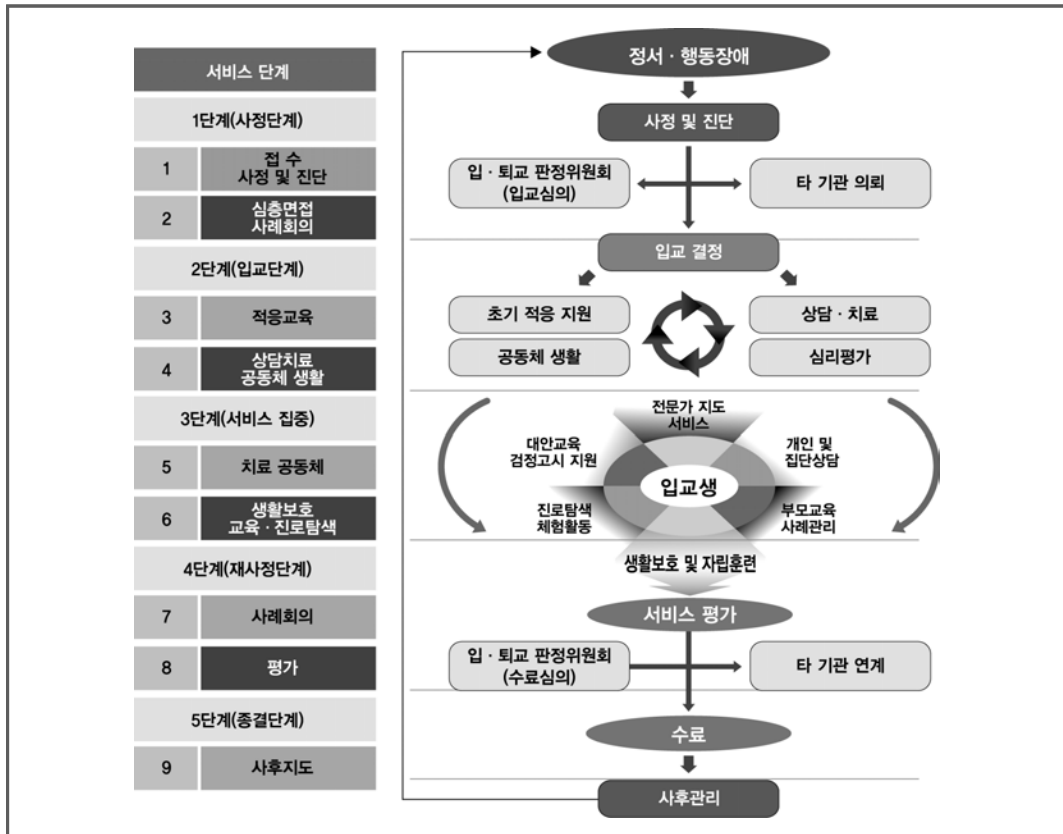 서비스 단계
1단계(사정단계)
1
접 수
사정 및 진단
2
심층면접
사례회의
2단계(입교단계)
3
적응교육
4
상담치료
공동체 생활
3단계(서비스 집중)
5
치료 공동체
6
생활보호
교육 · 진로탐색
4단계(재사정단계)
7
사례회의
8
평가
5단계(종결단계)
9
사후지도
정서 · 행동장애
사정 및 진단
입 · 퇴교 판정위원회
(입교심의)
타 기관 의뢰
입교 결정
초기 적응 지원
상담 · 치료
공동체 생활
심리평가
전문가 지도
서비스
대안교육
검정고시 지원
개인 및
집단상담
입교생
진로탐색
체험활동
부모교육
사례관리
생활보호 및 자립훈련
서비스 평가
입 · 퇴교 판정위원회
(수료심의)
타 기관 연계
수료
사후관리